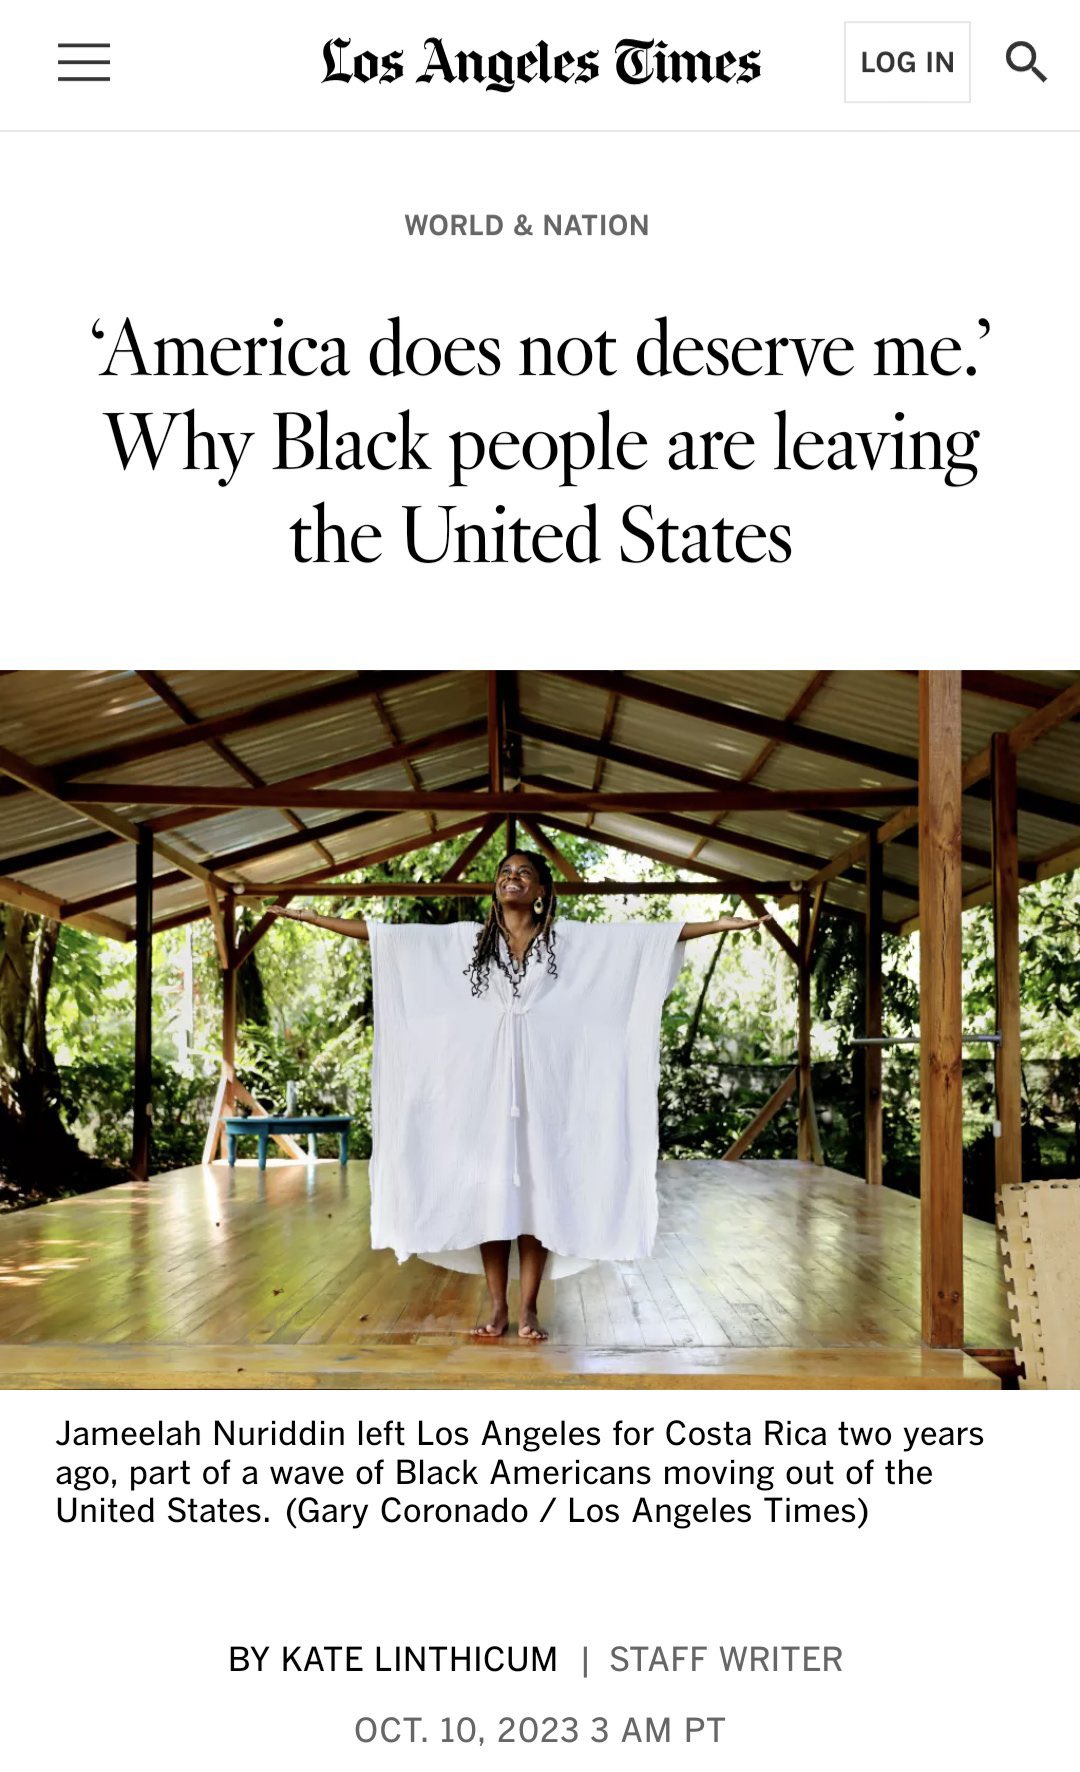 Los Angeles Times
LOG IN
WORLD & NATION
‘America does not deserve me.’
Why Black people are leaving
the United States
Jameelah Nuriddin left Los Angeles for Costa Rica two years
ago, part of a wave of Black Americans moving out of the
United States. (Gary Coronado / Los Angeles Times)
BY KATE LINTHICUM | STAFF WRITER
OCT. 10, 2023 3 AM PT